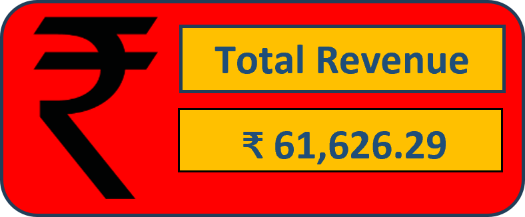 ₹
Total Revenue
₹ 61,626.29